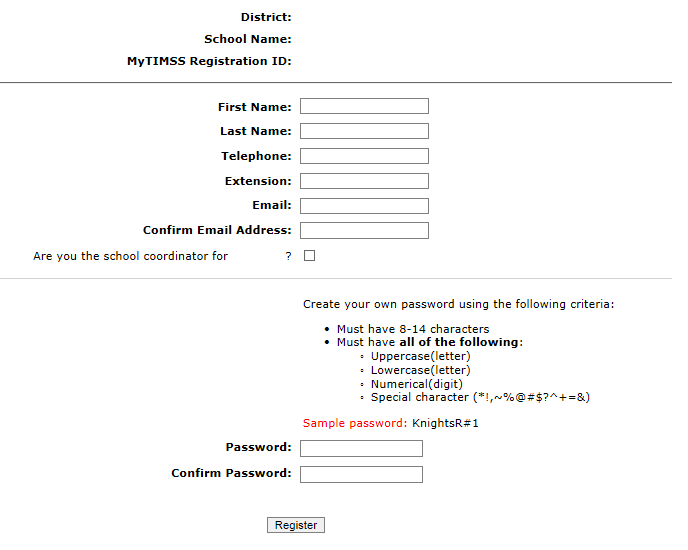 District:
School Name:
MyTIMSS Registration ID:
First Name:
Last Name:
Telephone:
Extension:
Email:
Confirm Email Address:
Are you the school coordinator for ?
Create your own password using the following criteria:
• Must have 8-14 characters
• Must have all of the following:
◦ Uppercase(letter)
◦ Lowercase(letter)
◦ Numerical(digit)
◦ Special character (*!,~%@#$?^+=&)
Sample password: KnightsR#1
Password:
Confirm Password:
Register